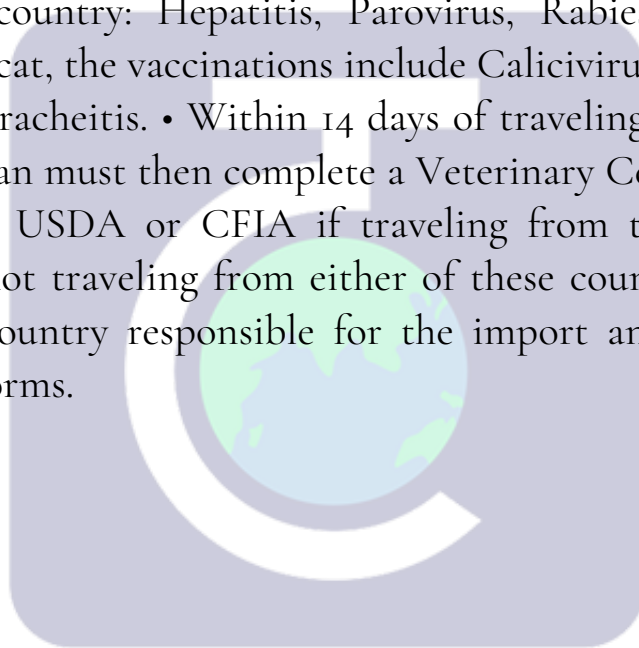 country: Hepatitis, Parovirus, Rabie
cat, the vaccinations include Caliciviru
racheitis. • Within 14 days of traveling
an must then complete a Veterinary Ce
USDA or CFIA if traveling from t
ot traveling from either of these coun
ountry responsible for the import an
orms.